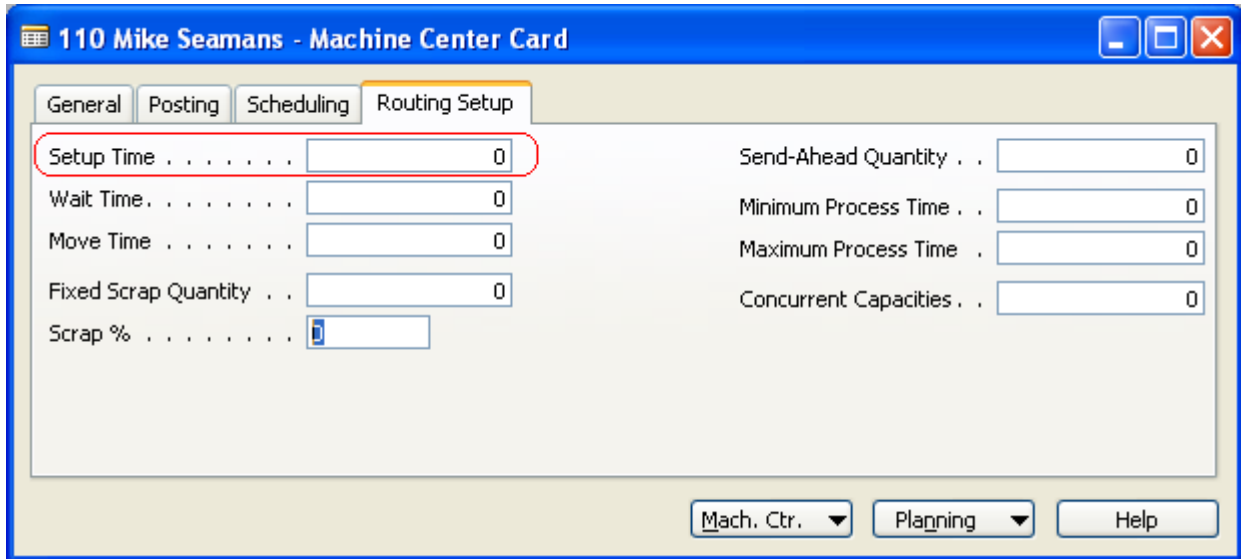 110 Mike Seamans - Machine Center Card
General Posting Scheduling Routing Setup
Setup Time . . . . . . . 0 Send-Ahead Quantity . . 0
Wait Time. . . . . . . . 0 Minimum Process Time . . 0
Move Time . . . . . . . 0 Maximum Process Time . 0
Fixed Scrap Quantity . . 0 Concurrent Capacities . . 0
Scrap % . . . . . . . . 0
Mach. Ctr. Planning Help